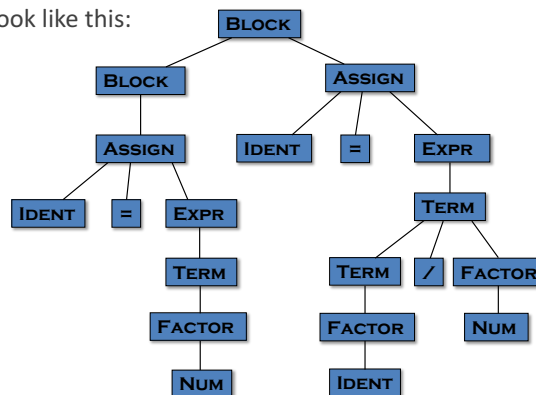 ook like this:
BLOCK
BLOCK ASSIGN
ASSIGN IDENT = EXPR
IDENT = EXPR TERM
TERM TERM / FACTOR
FACTOR FACTOR NUM
NUM IDENT